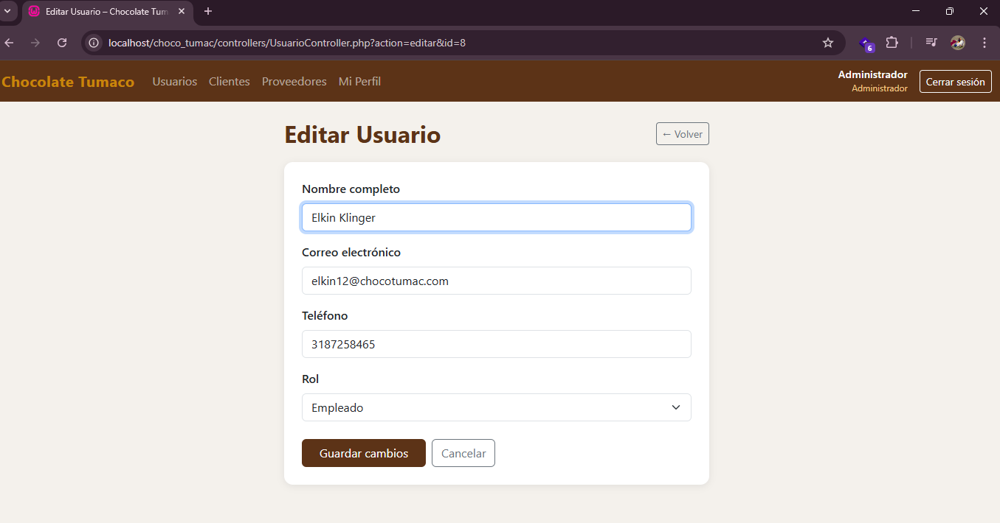 Editar Usuario – Chocolate Tum
localhost/choco_tumac/controllers/UsuarioController.php?action=editar&id=8
6
Chocolate Tumaco Usuarios Clientes Proveedores Mi Perfil
Administrador
Administrador
Cerrar sesión
Editar Usuario
← Volver
Nombre completo
Elkin Klinger
Correo electrónico
elkin12@chocotumac.com
Teléfono
3187258465
Rol
Empleado
Guardar cambios Cancelar